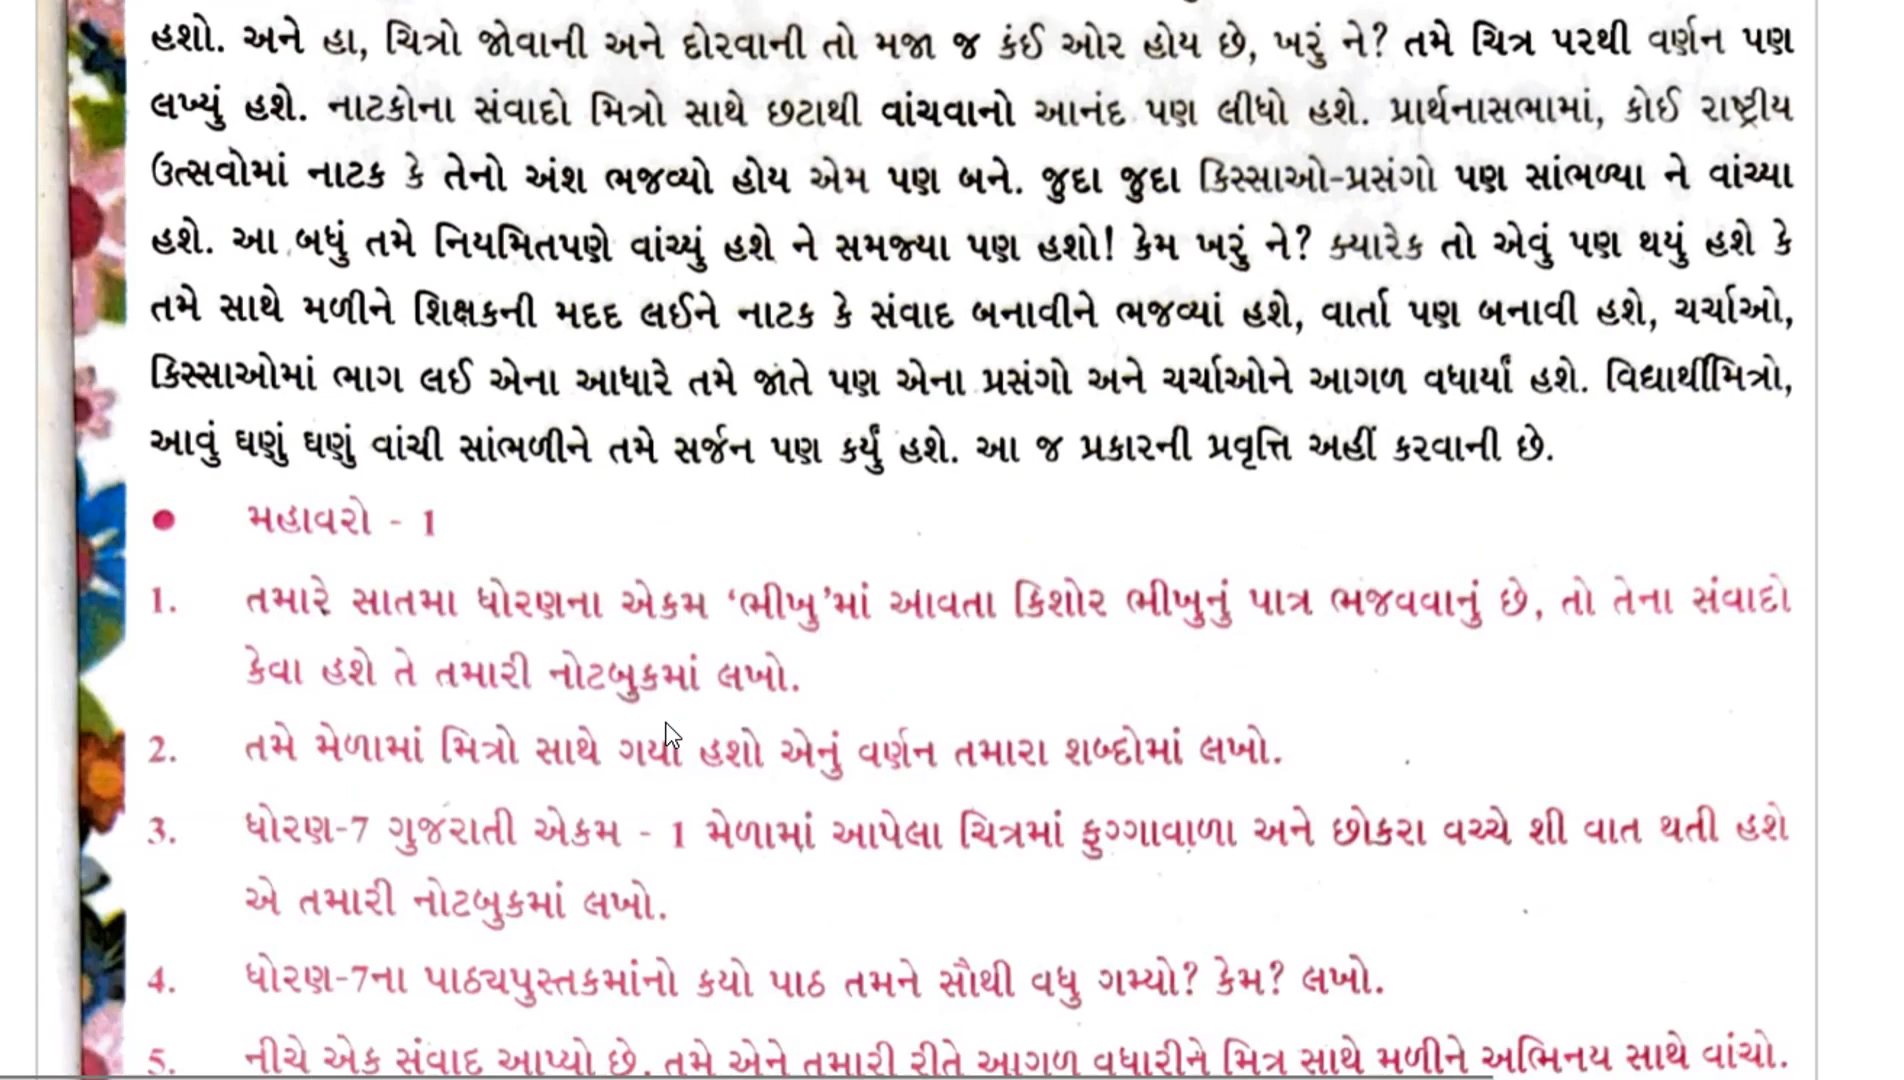 હશો. અને હા, ચિત્રો જોવાની અને દોરવાની તો મજા જ કંઈ ઓર હોય છે, ખરું ને? તમે ચિત્ર પરથી વર્ણન પણ
લખ્યું હશે. નાટકોના સંવાદો મિત્રો સાથે છટાથી વાંચવાનો આનંદ પણ લીધો હશે. પ્રાર્થનાસભામાં, કોઈ રાષ્ટ્રીય
ઉત્સવોમાં નાટક કે તેનો અંશ ભજવ્યો હોય એમ પણ બને. જુદા જુદા કિસ્સાઓ-પ્રસંગો પણ સાંભળ્યા ને વાંચ્યા
હશે. આ બધું તમે નિયમિતપણે વાંચ્યું હશે ને સમજ્યા પણ હશો! કેમ ખરું ને? ક્યારેક તો એવું પણ થયું હશે કે
તમે સાથે મળીને શિક્ષકની મદદ લઈને નાટક કે સંવાદ બનાવીને ભજવ્યાં હશે, વાર્તા પણ બનાવી હશે, ચર્ચાઓ,
કિસ્સાઓમાં ભાગ લઈ એના આધારે તમે જાતે પણ એના પ્રસંગો અને ચર્ચાઓને આગળ વધાર્યાં હશે. વિદ્યાર્થીમિત્રો,
આવું ઘણું ઘણું વાંચી સાંભળીને તમે સર્જન પણ કર્યું હશે. આ જ પ્રકારની પ્રવૃત્તિ અહીં કરવાની છે.
• મહાવરો - 1
1. તમારે સાતમા ધોરણના એકમ ‘ભીખુ’માં આવતા કિશોર ભીખુનું પાત્ર ભજવવાનું છે, તો તેના સંવાદો
કેવા હશે તે તમારી નોટબુકમાં લખો.
2. તમે મેળામાં મિત્રો સાથે ગયા હશો એનું વર્ણન તમારા શબ્દોમાં લખો.
3. ધોરણ-7 ગુજરાતી એકમ - 1 મેળામાં આપેલા ચિત્રમાં ફુગ્ગાવાળા અને છોકરા વચ્ચે શી વાત થતી હશે
એ તમારી નોટબુકમાં લખો.
4. ધોરણ-7ના પાઠ્યપુસ્તકમાંનો કયો પાઠ તમને સૌથી વધુ ગમ્યો? કેમ? લખો.
5. નીચે એક સંવાદ આપ્યો છે. તમે એને તમારી રીતે આગળ વધારીને મિત્ર સાથે મળીને અભિનય સાથે વાંચો.